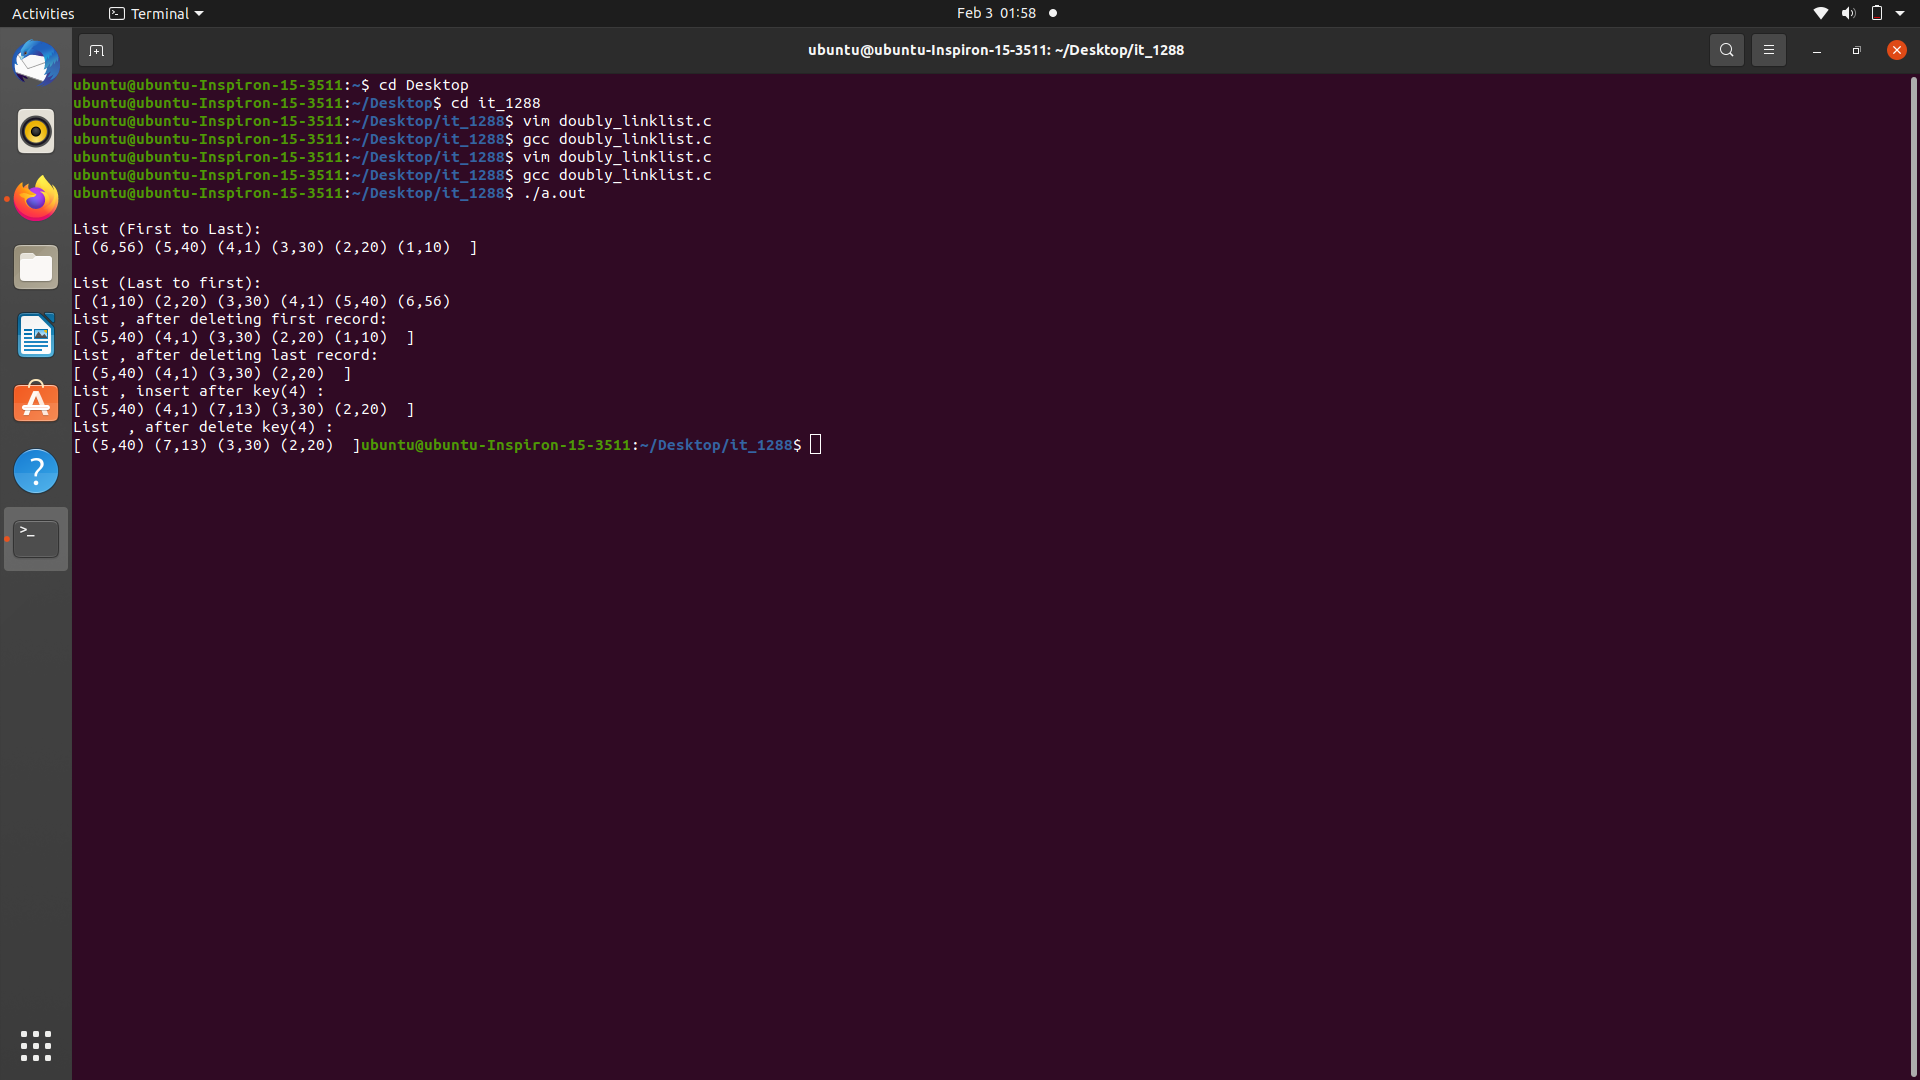 Activities
Terminal
Feb 3 01:58
ubuntu@ubuntu-Inspiron-15-3511: ~/Desktop/it_1288
ubuntu@ubuntu-Inspiron-15-3511:~$ cd Desktop
ubuntu@ubuntu-Inspiron-15-3511:~/Desktop$ cd it_1288
ubuntu@ubuntu-Inspiron-15-3511:~/Desktop/it_1288$ vim doubly_linklist.c
ubuntu@ubuntu-Inspiron-15-3511:~/Desktop/it_1288$ gcc doubly_linklist.c
ubuntu@ubuntu-Inspiron-15-3511:~/Desktop/it_1288$ vim doubly_linklist.c
ubuntu@ubuntu-Inspiron-15-3511:~/Desktop/it_1288$ gcc doubly_linklist.c
ubuntu@ubuntu-Inspiron-15-3511:~/Desktop/it_1288$ ./a.out
List (First to Last):
[ (6,56) (5,40) (4,1) (3,30) (2,20) (1,10)  ]
List (Last to first):
[ (1,10) (2,20) (3,30) (4,1) (5,40) (6,56)
List , after deleting first record:
[ (5,40) (4,1) (3,30) (2,20) (1,10)  ]
List , after deleting last record:
[ (5,40) (4,1) (3,30) (2,20)  ]
List , insert after key(4) :
[ (5,40) (4,1) (7,13) (3,30) (2,20)  ]
List  , after delete key(4) :
[ (5,40) (7,13) (3,30) (2,20)  ]ubuntu@ubuntu-Inspiron-15-3511:~/Desktop/it_1288$